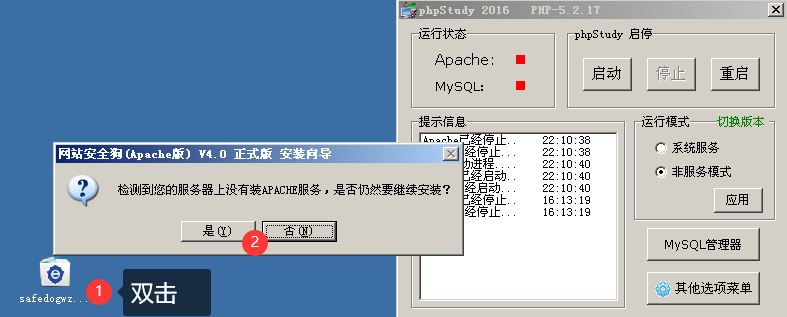 phpStudy 2016 PHP-5.2.17
运行状态
Apache:
MySQL:
phpStudy 启停
启动
停止
重启
提示信息
Apache已经停止.. 22:10:38
经停止... 22:10:38
动进程.... 22:10:40
已经启动... 22:10:40
经启动... 22:10:40
已经停止.. 16:13:19
经停止... 16:13:19
运行模式
切换版本
系统服务
非服务模式
应用
MySQL管理器
其他选项菜单
网站安全狗(Apache版) V4.0 正式版 安装向导
检测到您的服务器上没有装APACHE服务，是否仍然要继续安装？
是(Y)
否(N)
2
safedogwz...
1
双击